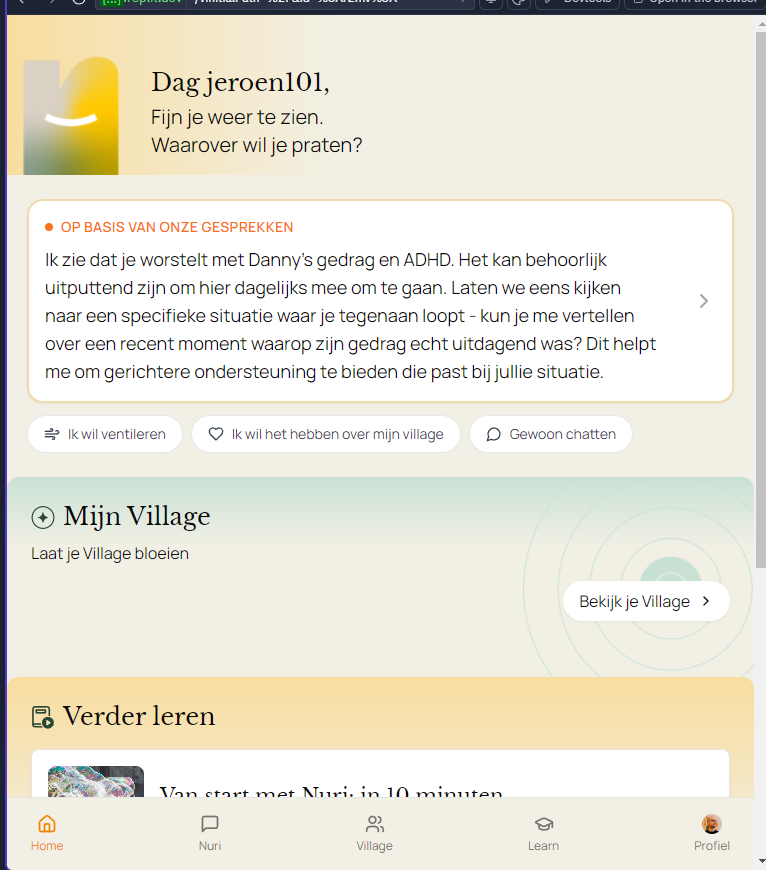 Dag jeroen101,
Fijn je weer te zien.
Waarover wil je praten?
OP BASIS VAN ONZE GESPREKKEN
Ik zie dat je worstelt met Danny's gedrag en ADHD. Het kan behoorlijk
uitputtend zijn om hier dagelijks mee om te gaan. Laten we eens kijken
naar een specifieke situatie waar je tegenaan loopt - kun je me vertellen
over een recent moment waarop zijn gedrag echt uitdagend was? Dit helpt
me om gerichtere ondersteuning te bieden die past bij jullie situatie.
Ik wil ventileren
Ik wil het hebben over mijn village
Gewoon chatten
Mijn Village
Laat je Village bloeien
Bekijk je Village
Verder leren
Van start met Nuri: in 10 minuten
Home
Nuri
Village
Learn
Profiel